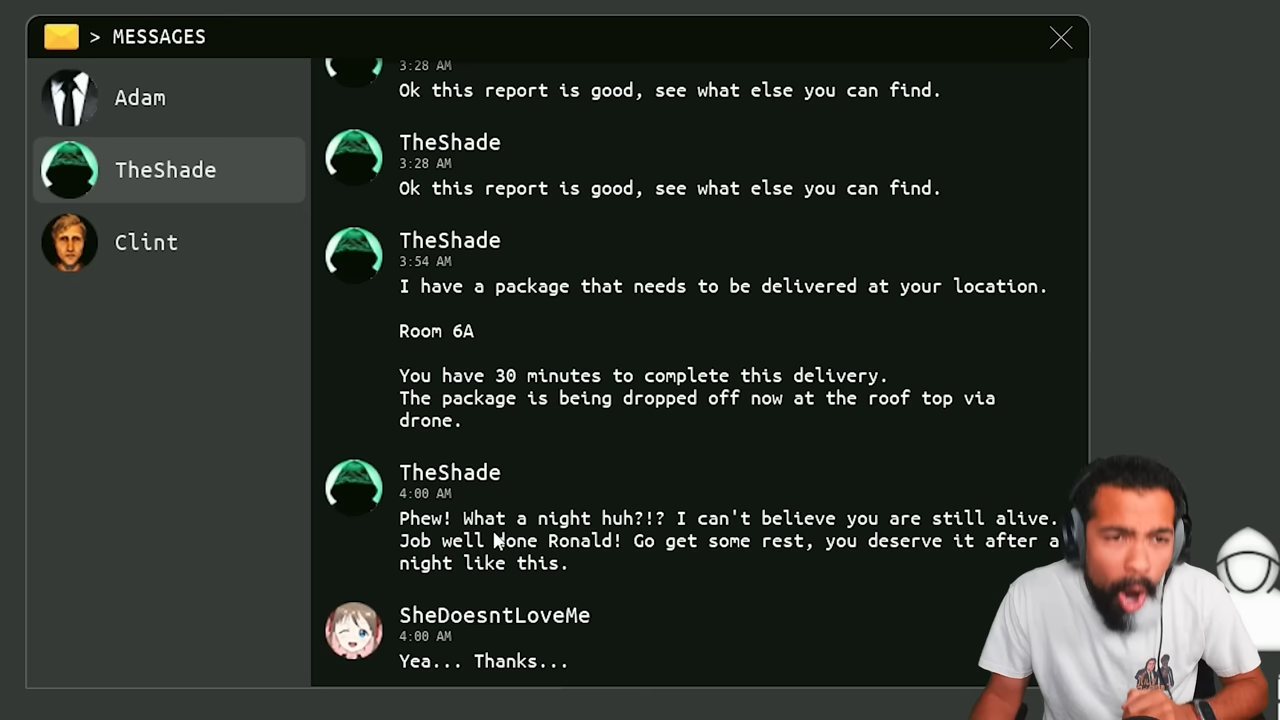 > MESSAGES
Adam
TheShade
Clint
3:28 AM
Ok this report is good, see what else you can find.
TheShade
3:28 AM
Ok this report is good, see what else you can find.
TheShade
3:54 AM
I have a package that needs to be delivered at your location.
Room 6A
You have 30 minutes to complete this delivery.
The package is being dropped off now at the roof top via
drone.
TheShade
4:00 AM
Phew! What a night huh?!? I can't believe you are still alive.
Job well done Ronald! Go get some rest, you deserve it after a
night like this.
SheDoesntLoveMe
4:00 AM
Yea... Thanks...